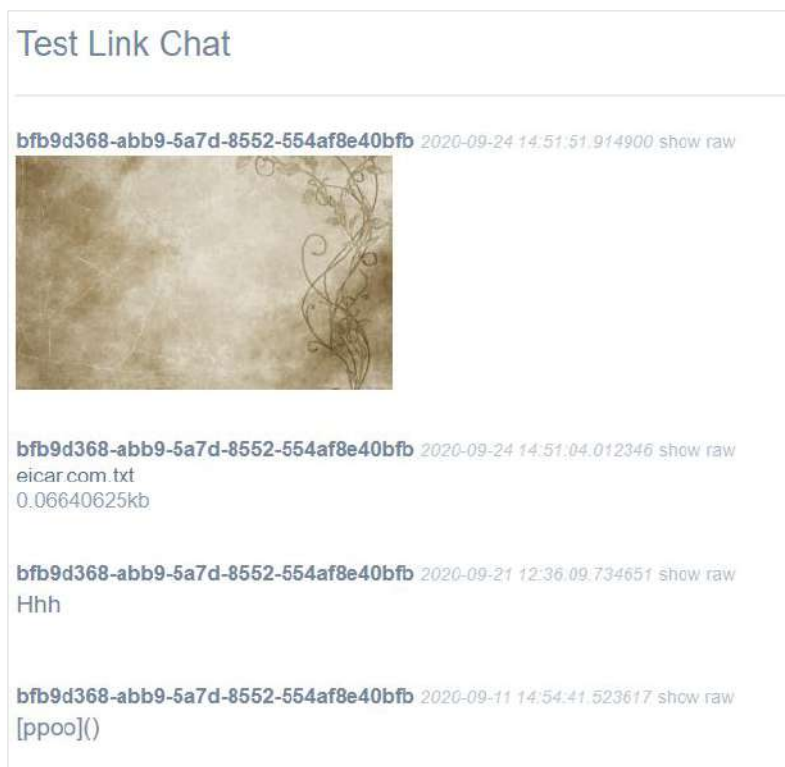 Test Link Chat
bfb9d368-abb9-5a7d-8552-554af8e40bfb 2020-09-24 14:51:51.914900 show raw
bfb9d368-abb9-5a7d-8552-554af8e40bfb 2020-09-24 14:51:04.012346 show raw
eicar.com.txt
0.06640625kb
bfb9d368-abb9-5a7d-8552-554af8e40bfb 2020-09-21 12:36:09.734651 show raw
Hhh
bfb9d368-abb9-5a7d-8552-554af8e40bfb 2020-09-11 14:54:41.523617 show raw
[ppoo]()